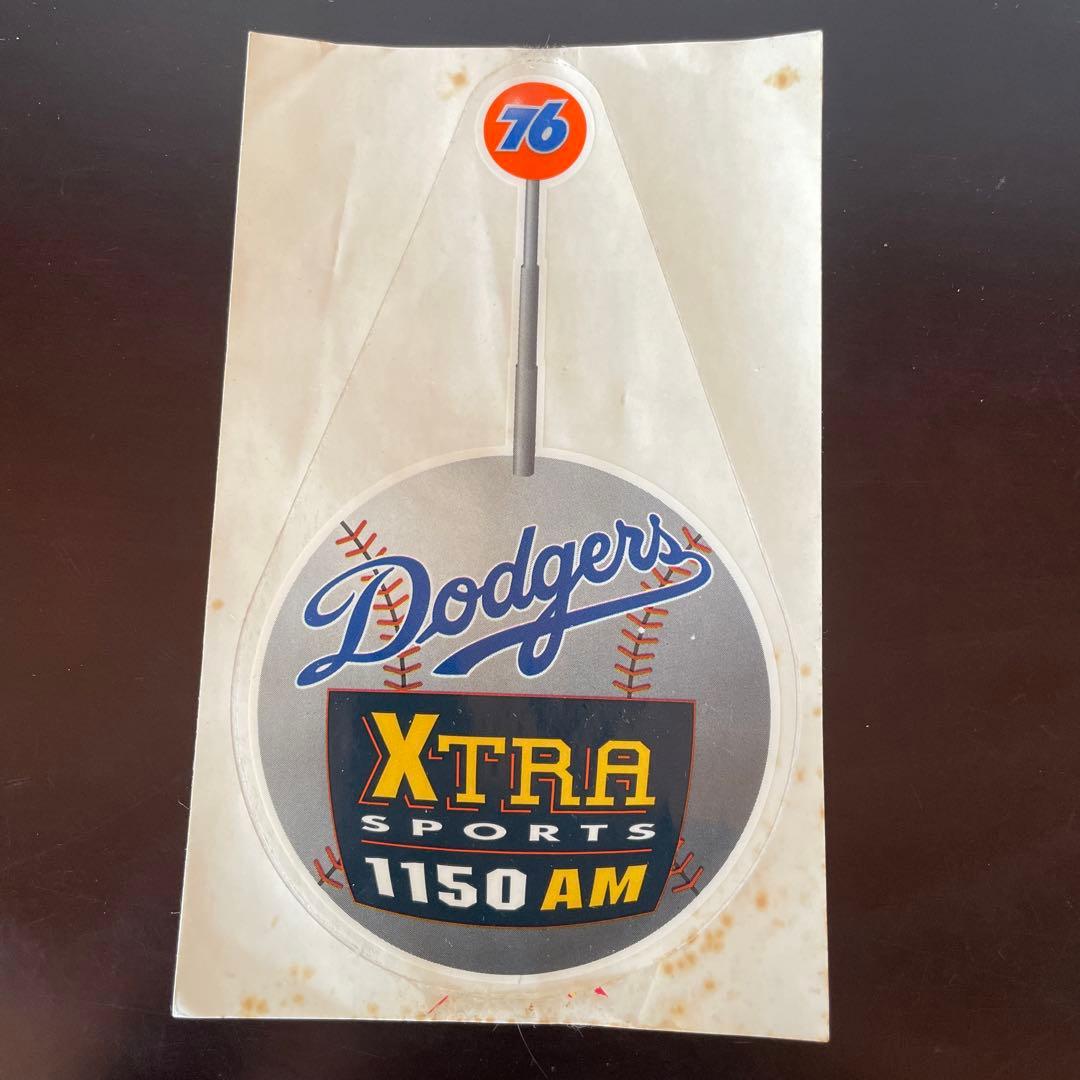 76
Dodgers
XTRA
SPORTS
1150 AM